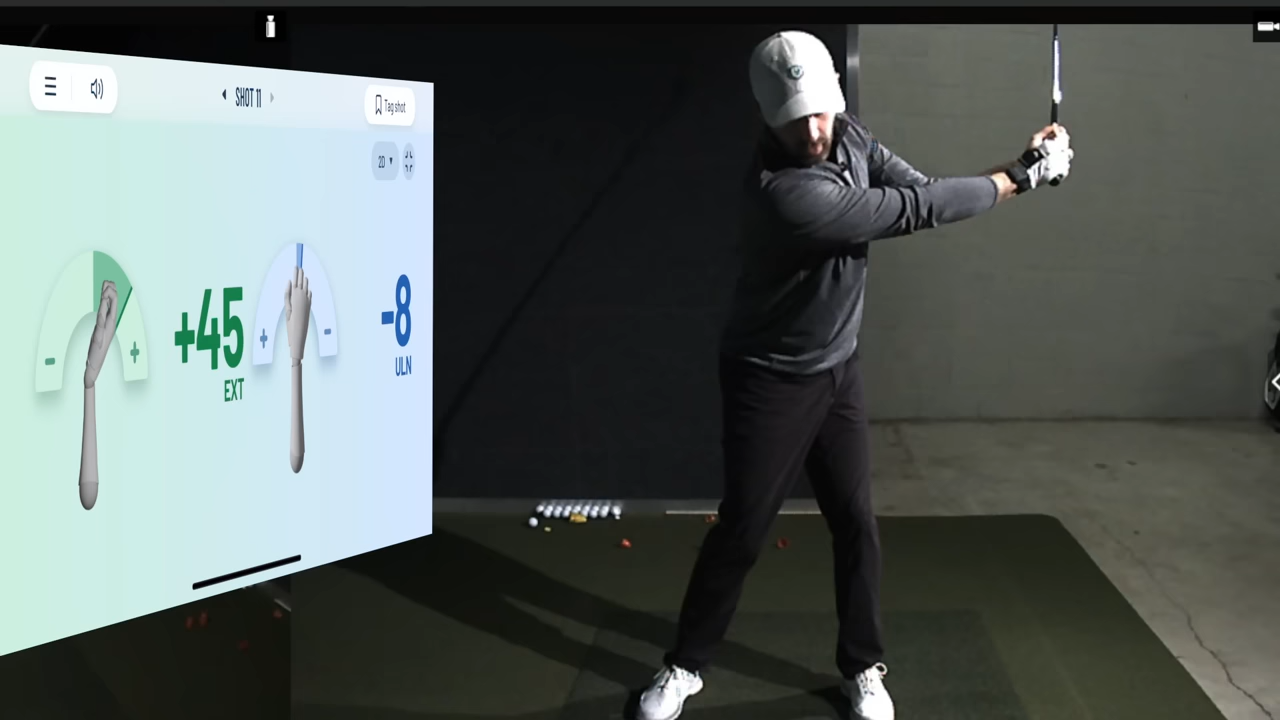 SHOT 11
Tag shot
2D
- +
+45
EXT
+ -
-8
ULN